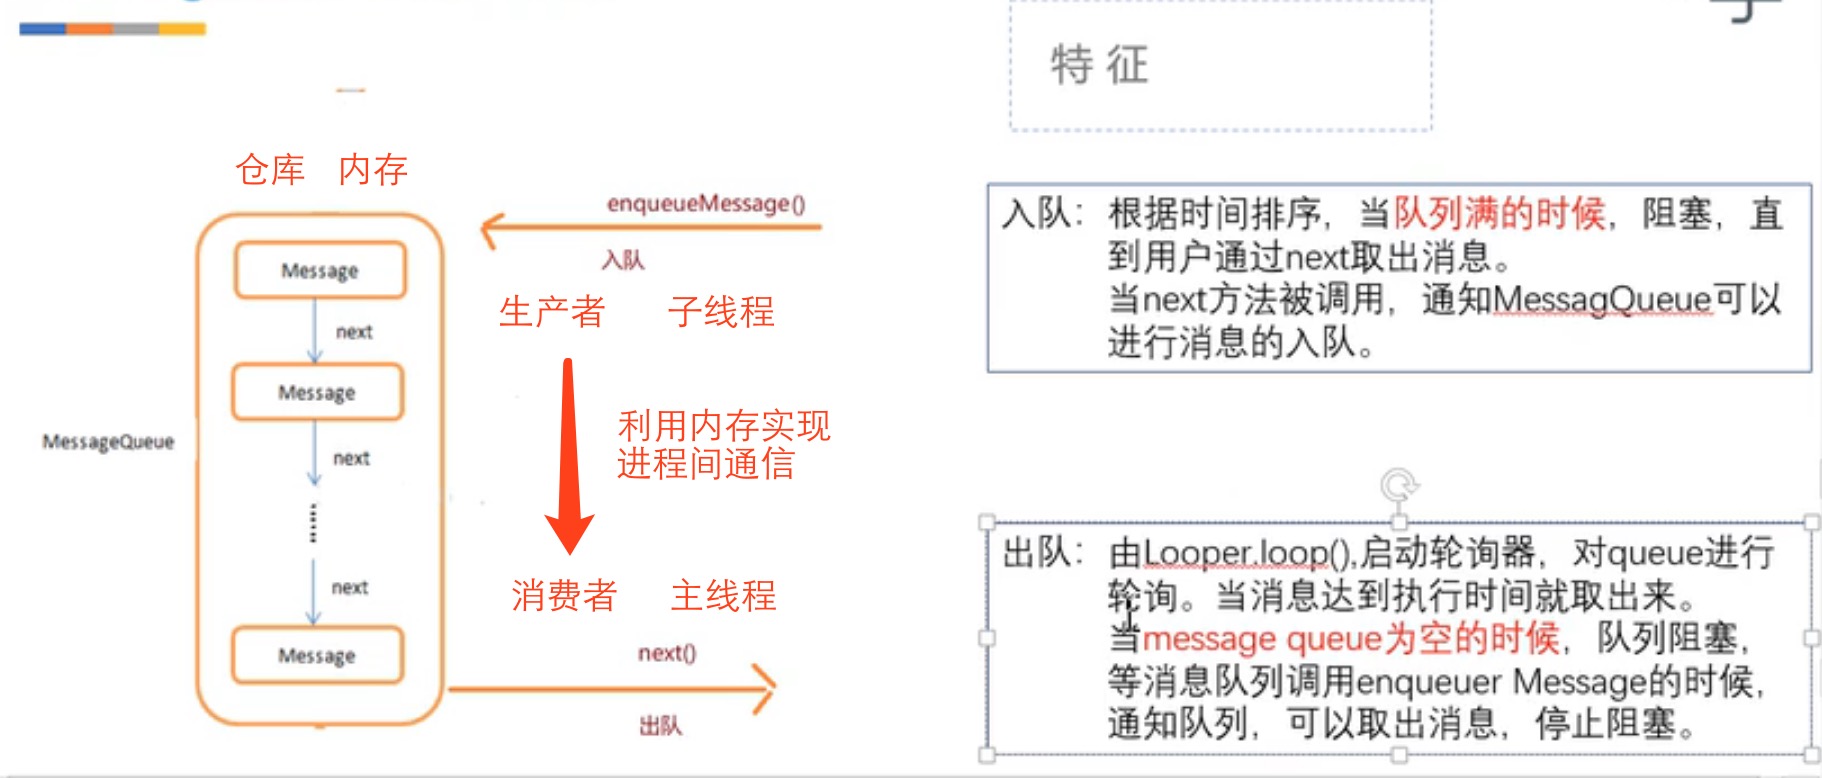 特 征
仓库 内存
enqueueMessage()
入队
生产者 子线程
Message
next
Message
next
MessageQueue
利用内存实现
进程间通信
next
Message
消费者 主线程
next()
出队
入队：根据时间排序，当队列满的时候，阻塞，直
到用户通过next取出消息。
当next方法被调用，通知MessagQueue可以
进行消息的入队。
出队：由Looper.loop(),启动轮询器，对queue进行
轮询。当消息达到执行时间就取出来。
当message queue为空的时候，队列阻塞，
等消息队列调用enqueuer Message的时候，
通知队列，可以取出消息，停止阻塞。